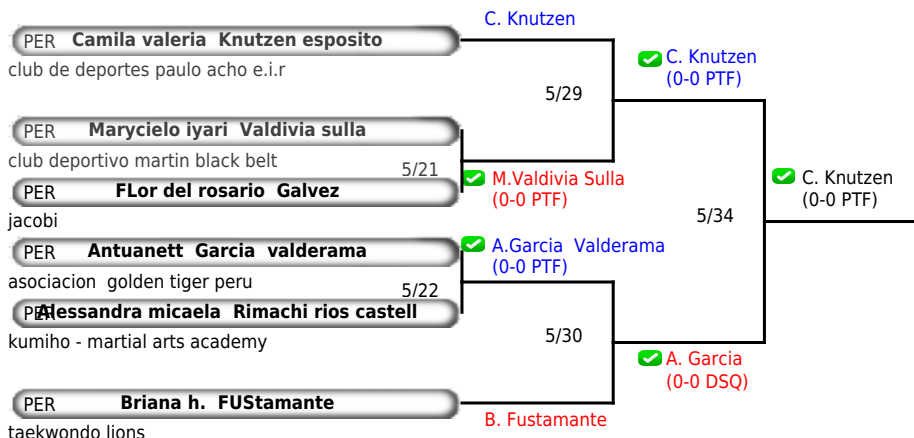 C. Knutzen
PER Camila valeria Knutzen esposito
club de deportes paulo acho e.i.r
C. Knutzen
(0-0 PTF)
5/29
PER Marycielo iyari Valdivia sulla
club deportivo martin black belt
5/21
M.Valdivia Sulla
(0-0 PTF)
PER FLor del rosario Galvez
jacobi
C. Knutzen
(0-0 PTF)
5/34
PER Antuanett Garcia valderama
asociacion golden tiger peru
A.Garcia Valderama
(0-0 PTF)
5/22
PER Alessandra micaela Rimachi rios castell
kumiho - martial arts academy
5/30
A. Garcia
(0-0 DSQ)
PER Briana h. FUStamante
taekwondo lions
B. Fustamante